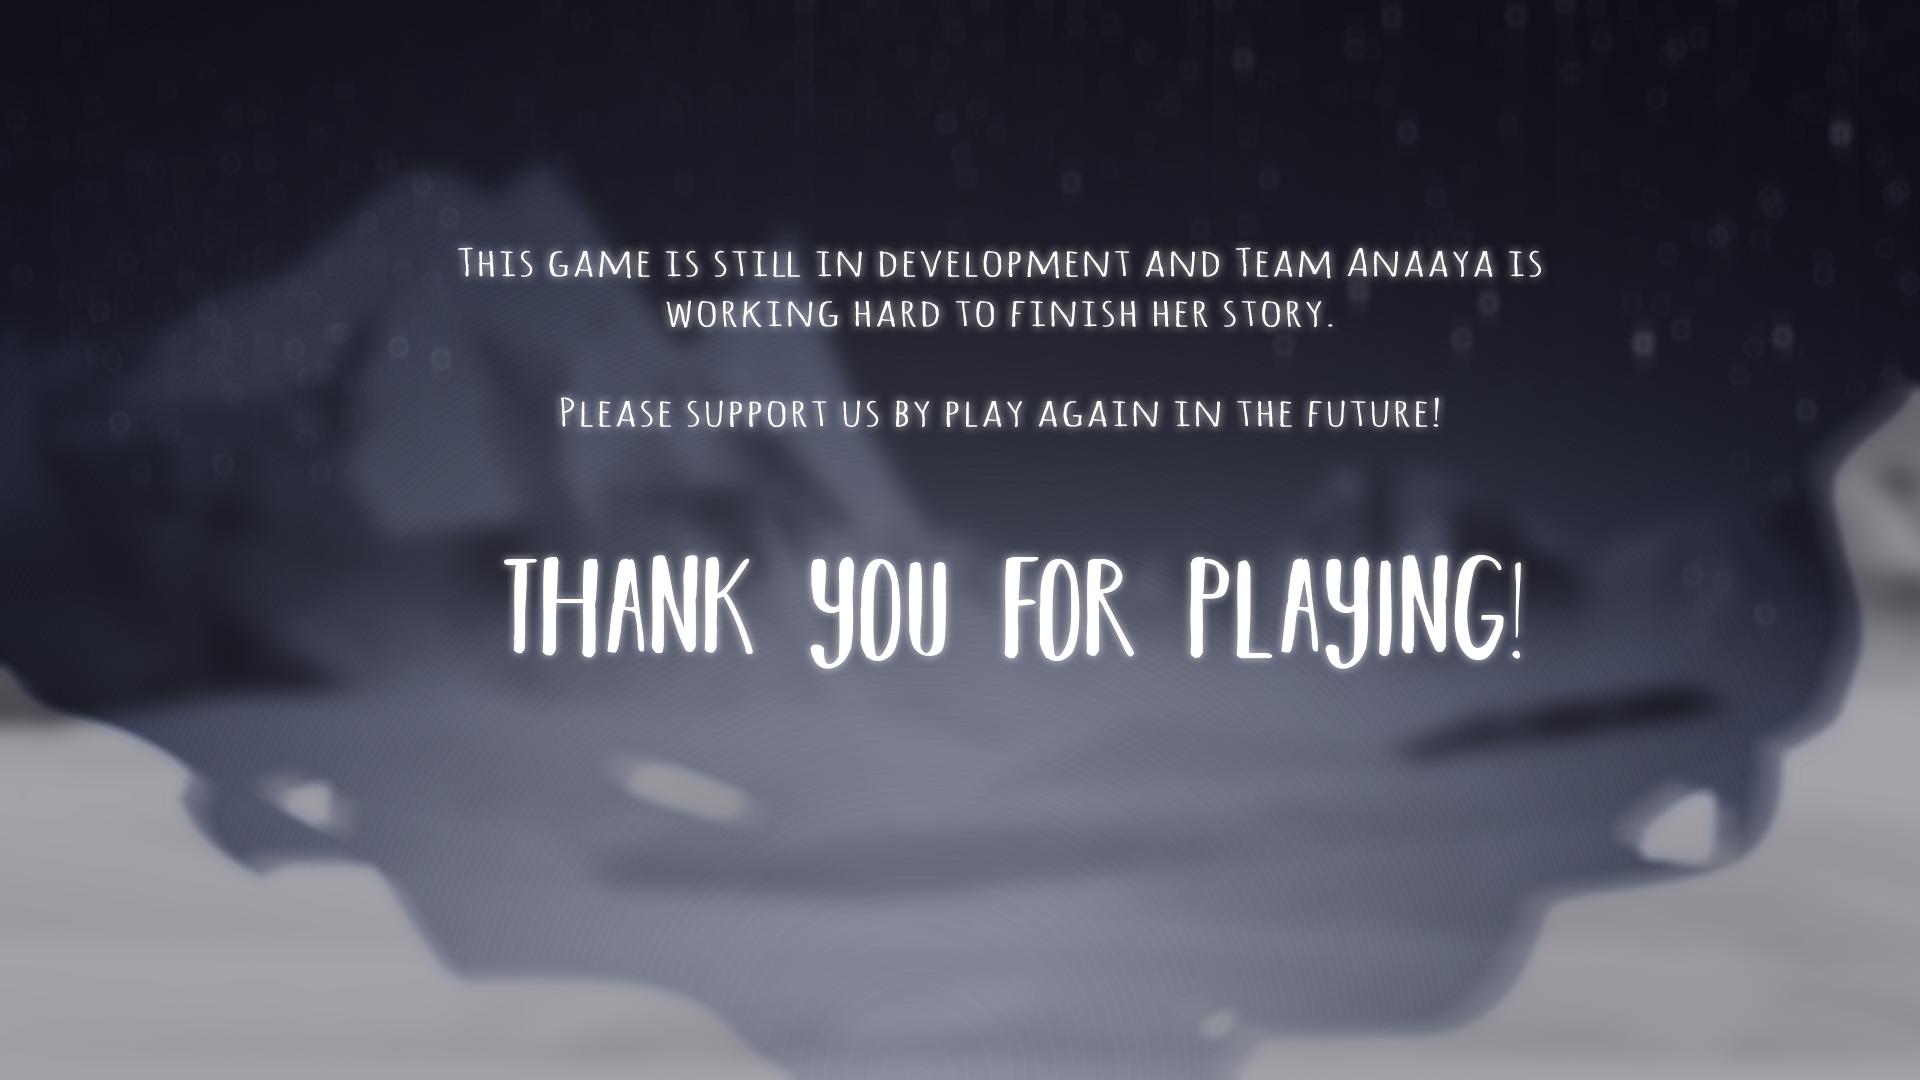 This game is still in development and Team Anaaya is
working hard to finish her story.
Please support us by play again in the future!
THANK YOU FOR PLAYING!